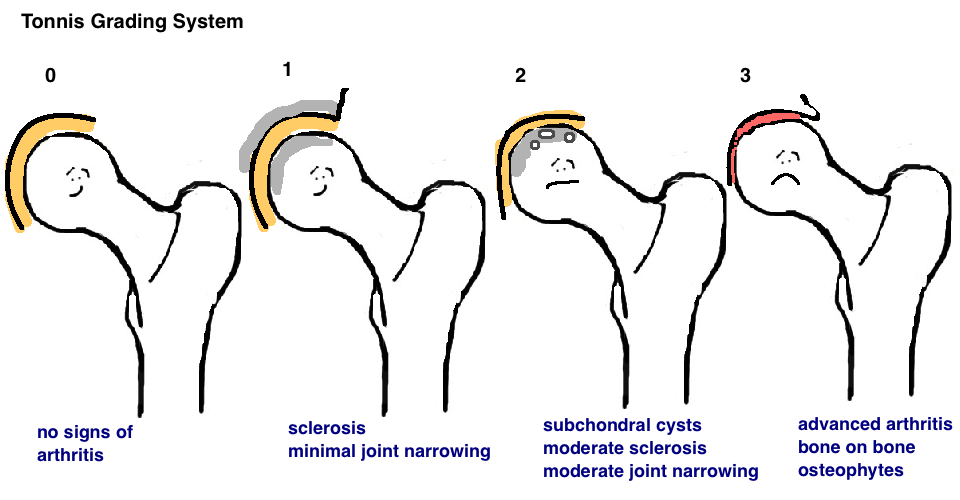 Tonnis Grading System
0
1
2
3
no signs of
arthritis
sclerosis
minimal joint narrowing
subchondral cysts
moderate sclerosis
moderate joint narrowing
advanced arthritis
bone on bone
osteophytes